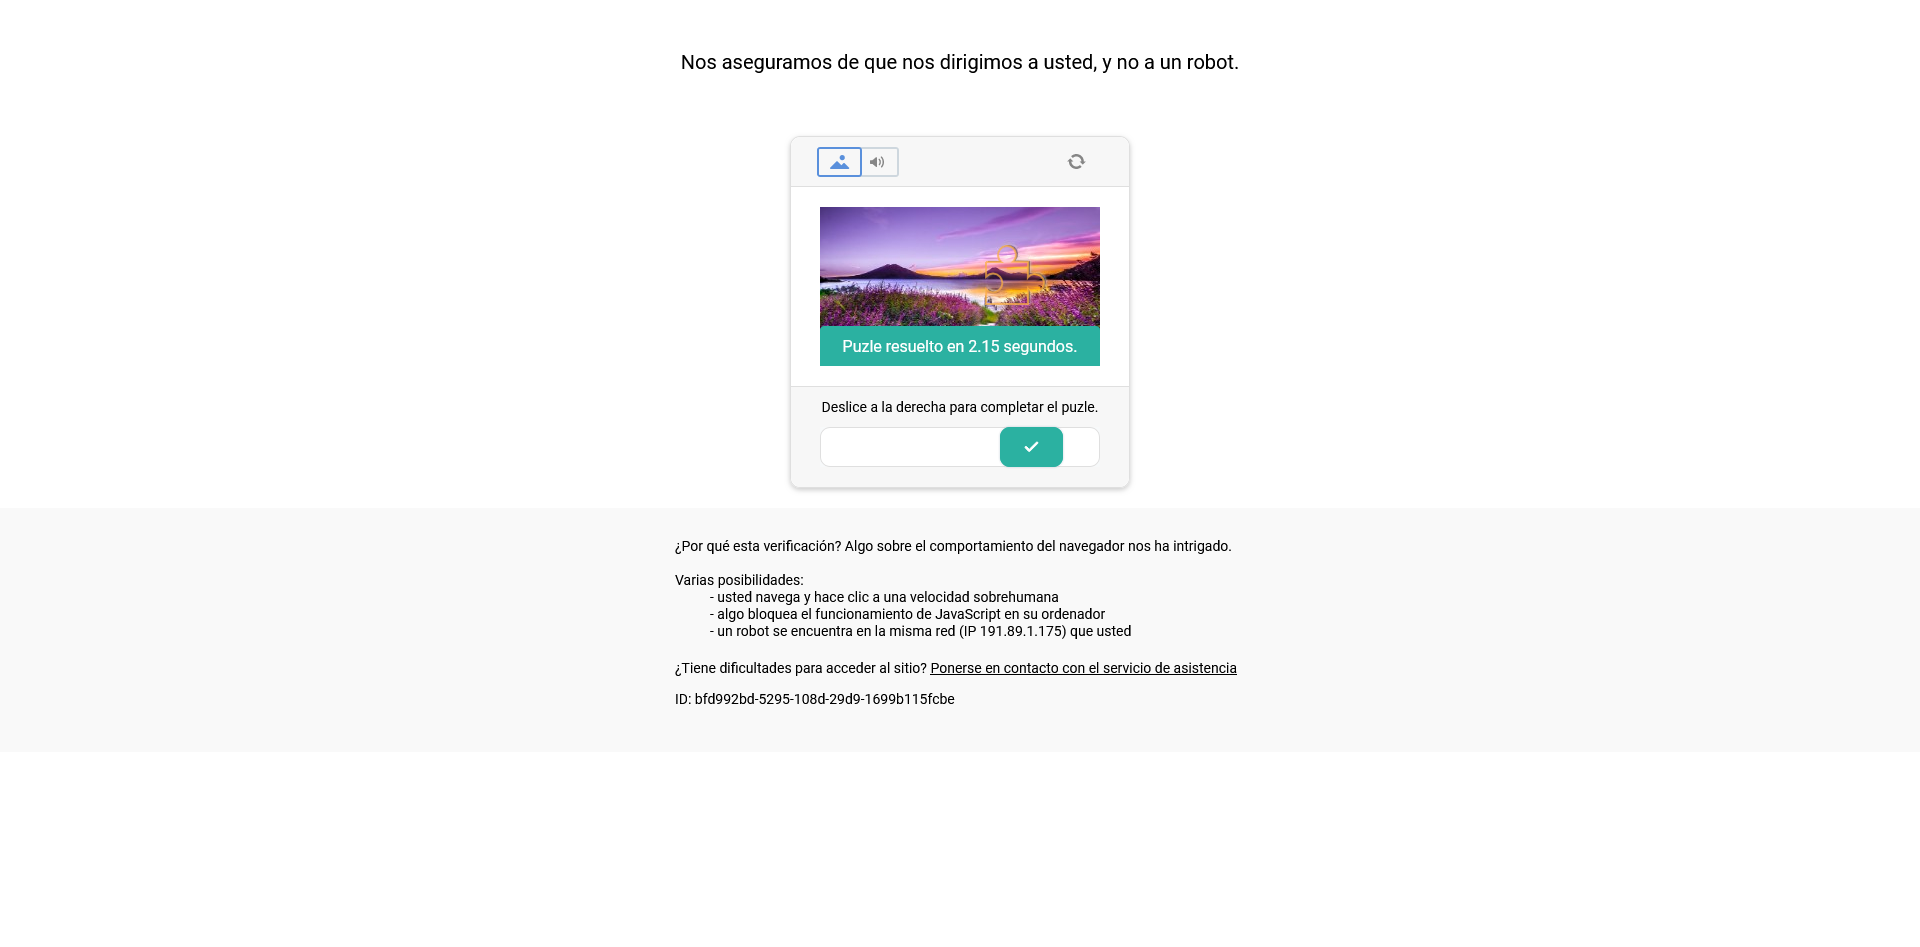 Nos aseguramos de que nos dirigimos a usted, y no a un robot.
Puzle resuelto en 2.15 segundos.
Deslice a la derecha para completar el puzle.
¿Por qué esta verificación? Algo sobre el comportamiento del navegador nos ha intrigado.
Varias posibilidades:
- usted navega y hace clic a una velocidad sobrehumana
- algo bloquea el funcionamiento de JavaScript en su ordenador
- un robot se encuentra en la misma red (IP 191.89.1.175) que usted
¿Tiene dificultades para acceder al sitio? Ponerse en contacto con el servicio de asistencia
ID: bfd992bd-5295-108d-29d9-1699b115fcbe